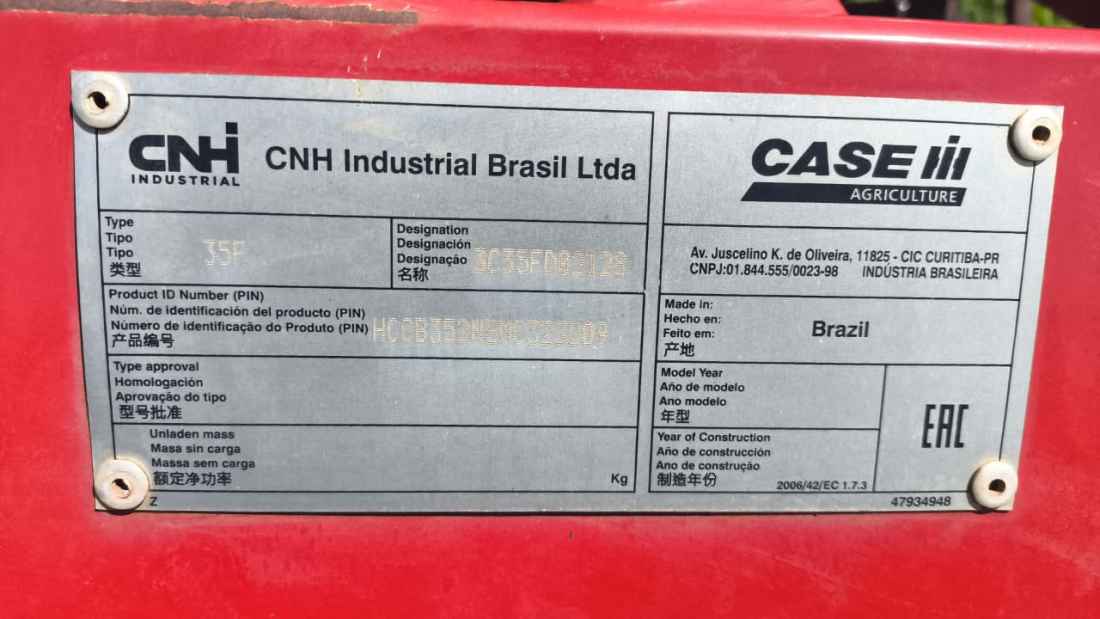 CNH
INDUSTRIAL
CNH Industrial Brasil Ltda
CASE IH
AGRICULTURE
Type
Tipo
Tipo
类型
35F
Designation
Designación
Designação
名称
Av. Juscelino K. de Oliveira, 11825 - CIC CURITIBA-PR
CNPJ:01.844.555/0023-98 INDÚSTRIA BRASILEIRA
Product ID Number (PIN)
Núm. de identificación del producto (PIN)
Número de identificação do Produto (PIN)
产品编号
Made in:
Hecho en:
Feito em:
产地
Brazil
Type approval
Homologación
Aprovação do tipo
型号批准
Model Year
Año de modelo
Ano modelo
年型
EAC
Unladen mass
Masa sin carga
Massa sem carga
额定净功率
Kg
Year of Construction
Año de construcción
Ano de construção
制造年份
2006/42/EC 1.7.3
Z
47934948